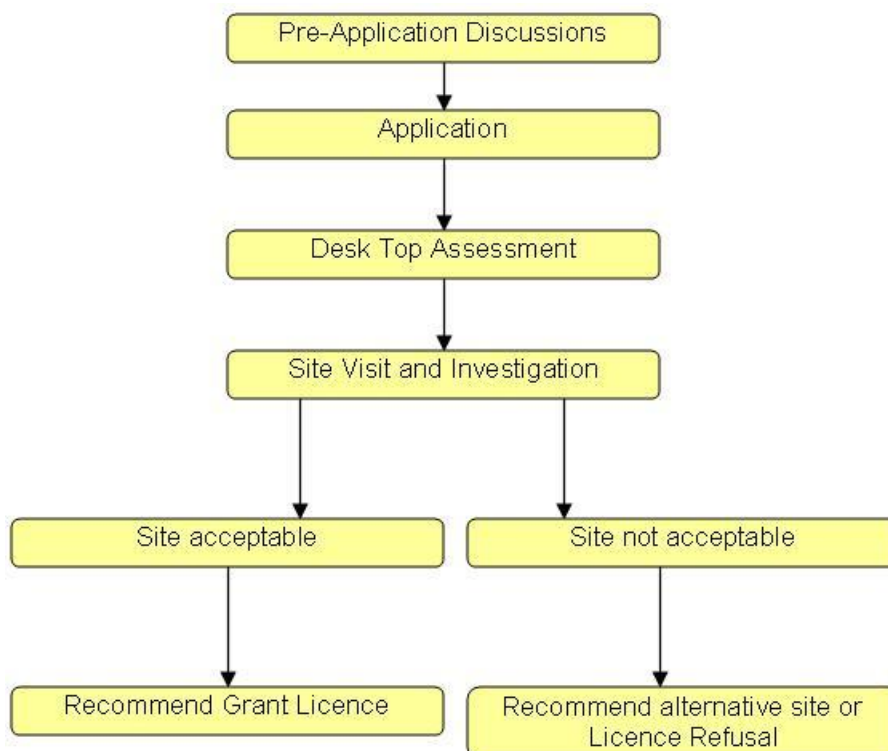 Pre-Application Discussions
Application
Desk Top Assessment
Site Visit and Investigation
Site acceptable
Site not acceptable
Recommend Grant Licence
Recommend alternative site or
Licence Refusal